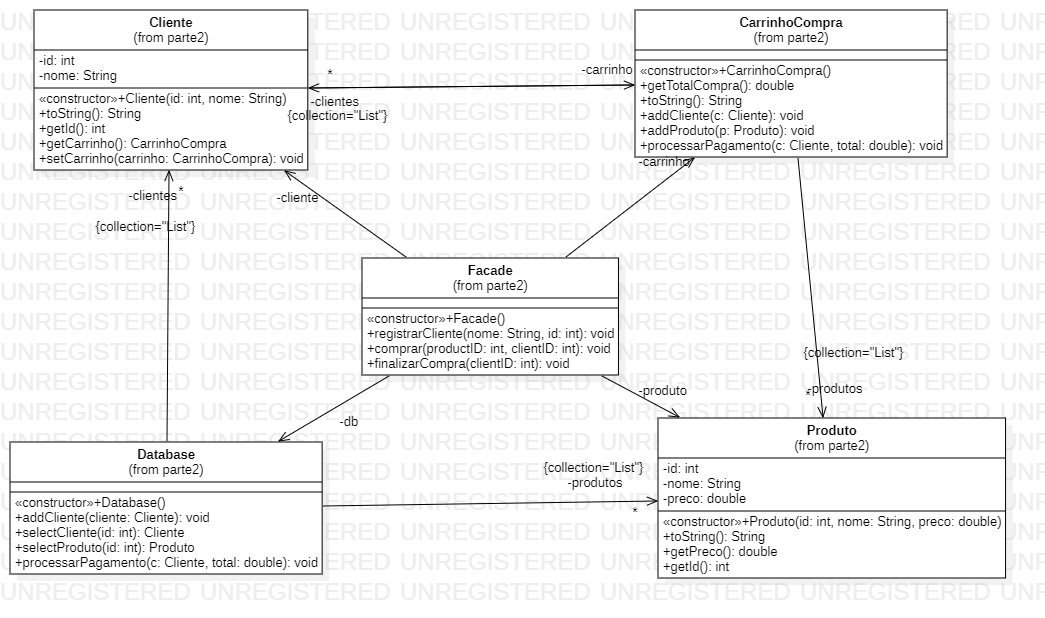 Cliente
(from parte2)
-id: int
-nome: String
«constructor»+Cliente(id: int, nome: String)
+toString(): String
+getId(): int
+getCarrinho(): CarrinhoCompra
+setCarrinho(carrinho: CarrinhoCompra): void
*
-clientes
{collection="List"}
-carrinho
CarrinhoCompra
(from parte2)
«constructor»+CarrinhoCompra()
+getTotalCompra(): double
+toString(): String
+addCliente(c: Cliente): void
+addProduto(p: Produto): void
+processarPagamento(c: Cliente, total: double): void
-carrinho
-clientes
*
{collection="List"}
-cliente
Facade
(from parte2)
«constructor»+Facade()
+registrarCliente(nome: String, id: int): void
+comprar(productID: int, clientID: int): void
+finalizarCompra(clientID: int): void
{collection="List"}
*
-produtos
-produto
-db
Database
(from parte2)
«constructor»+Database()
+addCliente(cliente: Cliente): void
+selectCliente(id: int): Cliente
+selectProduto(id: int): Produto
+processarPagamento(c: Cliente, total: double): void
{collection="List"}
-produtos
*
Produto
(from parte2)
-id: int
-nome: String
-preco: double
«constructor»+Produto(id: int, nome: String, preco: double)
+toString(): String
+getPreco(): double
+getId(): int
UNREGISTERED